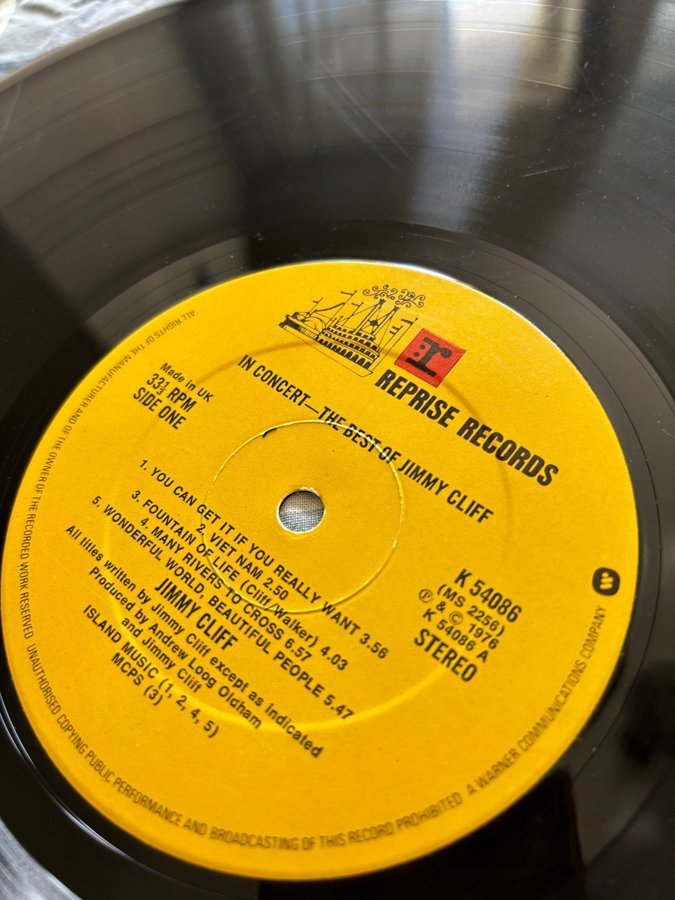 r:
REPRISE RECORDS
IN CONCERT—THE BEST OF JIMMY CLIFF
Made in UK
33⅓ RPM
SIDE ONE
K 54086
(MS 2256)
Ⓟ & © 1976
K 54086 A
STEREO
1. YOU CAN GET IT IF YOU REALLY WANT 3.56
2. VIET NAM 2.50
3. FOUNTAIN OF LIFE (Cliff/Walker) 4.03
4. MANY RIVERS TO CROSS 6.57
5. WONDERFUL WORLD, BEAUTIFUL PEOPLE 5.47
JIMMY CLIFF
All titles written by Jimmy Cliff except as indicated
Produced by Andrew Loog Oldham
and Jimmy Cliff
ISLAND MUSIC (1, 2, 4, 5)
MCPS (3)
ALL RIGHTS OF THE MANUFACTURER AND OF THE OWNER OF THE RECORDED WORK RESERVED UNAUTHORISED COPYING PUBLIC PERFORMANCE AND BROADCASTING OF THIS RECORD PROHIBITED A WARNER COMMUNICATIONS COMPANY